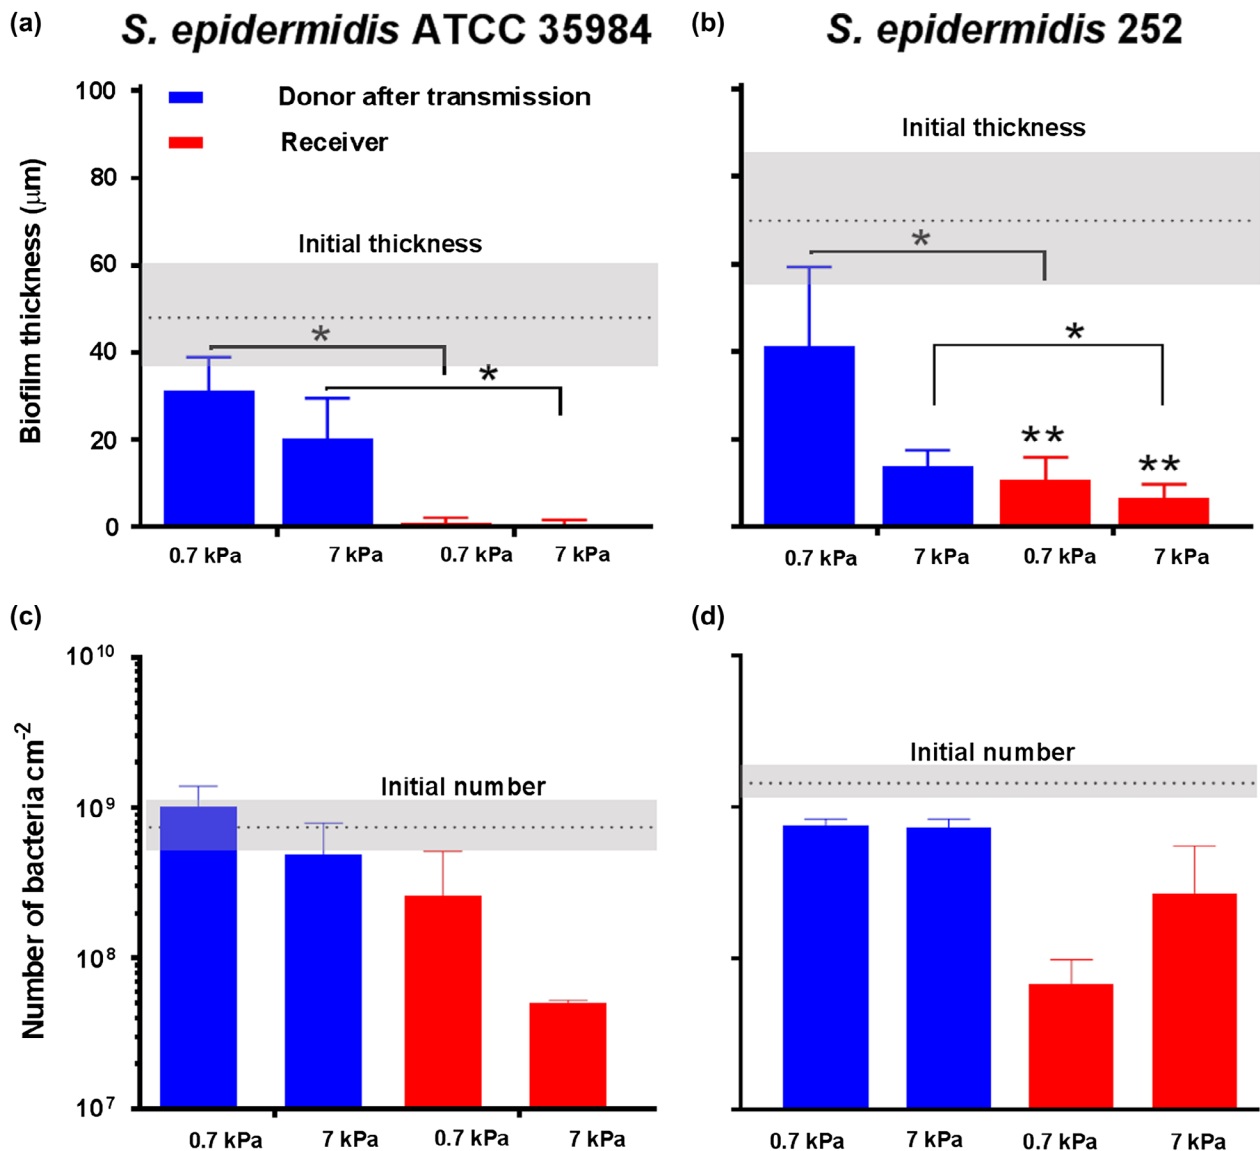 (a) S. epidermidis ATCC 35984
(b) S. epidermidis 252
Biofilm thickness (μm)
100
80
60
40
20
0
Donor after transmission
Receiver
Initial thickness
*
*
0.7 kPa 7 kPa 0.7 kPa 7 kPa
Initial thickness
*
*
**
**
0.7 kPa 7 kPa 0.7 kPa 7 kPa
(c)
Number of bacteria cm⁻²
10¹⁰
10⁹
10⁸
10⁷
Initial number
0.7 kPa 7 kPa 0.7 kPa 7 kPa
(d)
Initial number
0.7 kPa 7 kPa 0.7 kPa 7 kPa